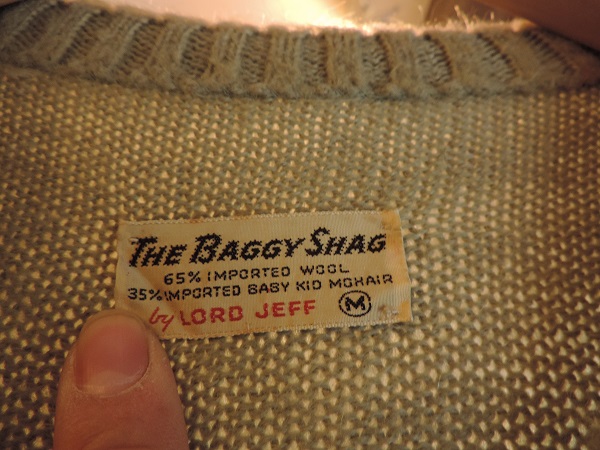 THE BAGGY SHAG
65% IMPORTED WOOL
35% IMPORTED BABY KID MOHAIR
by LORD JEFF M